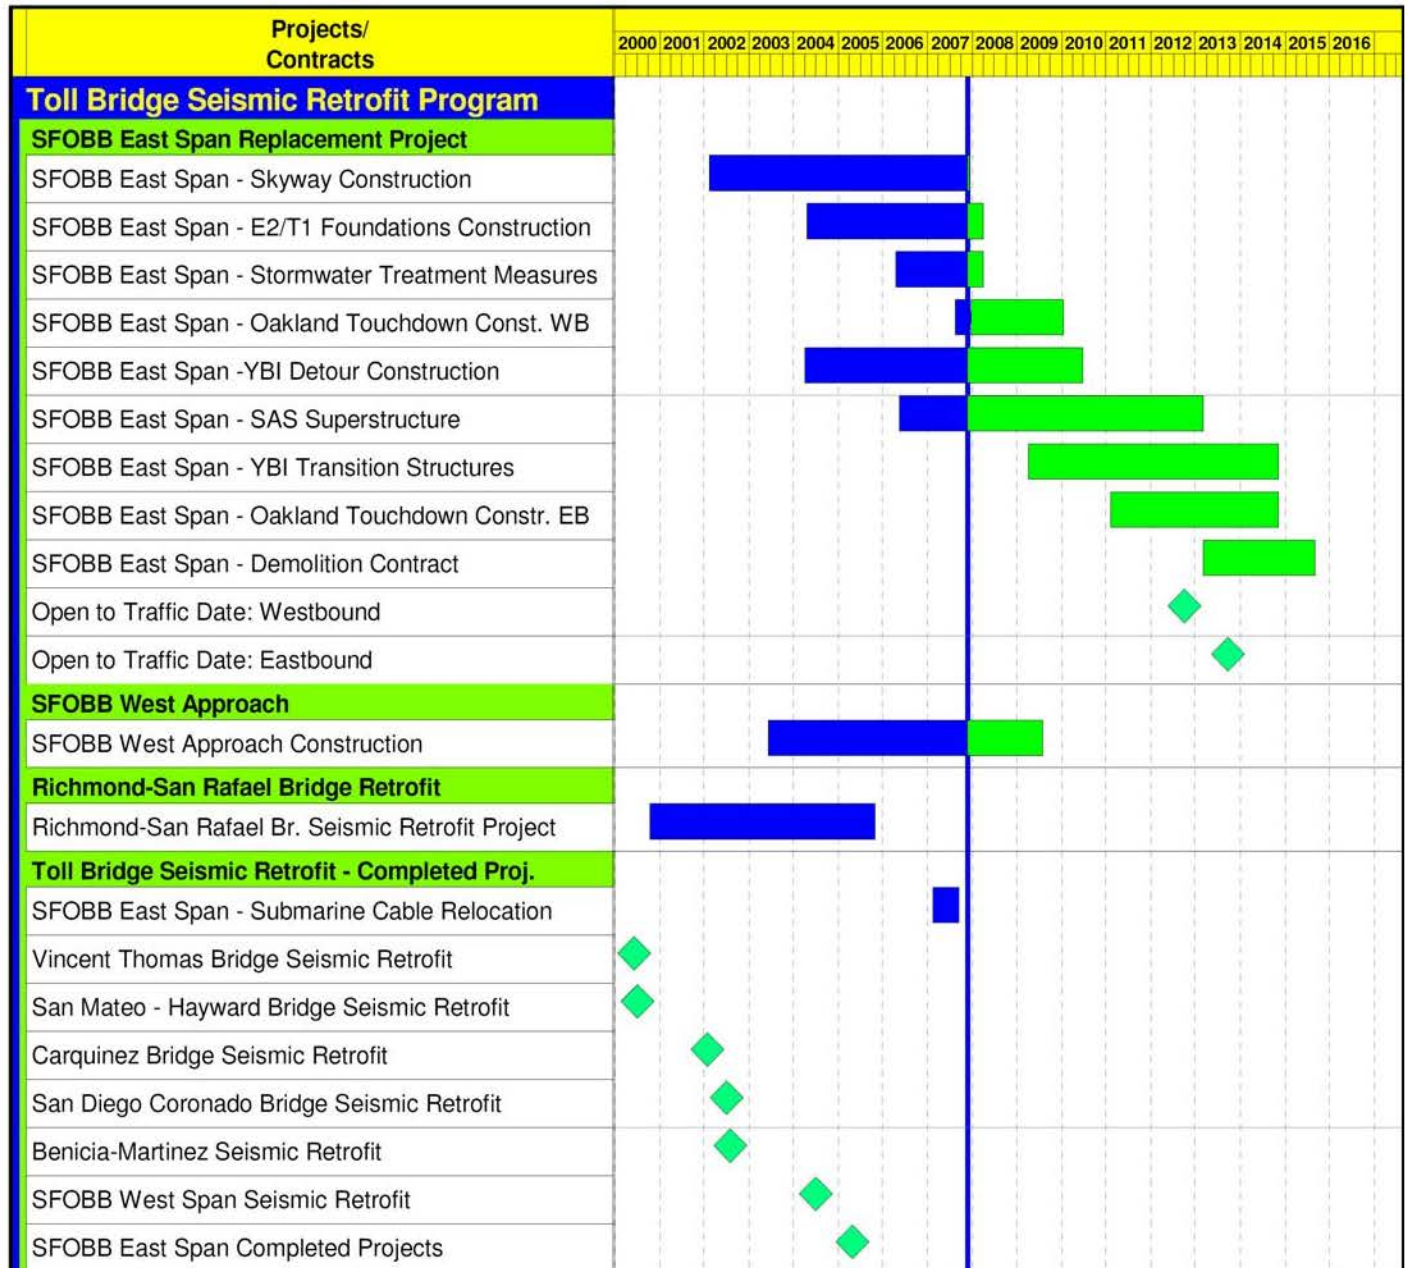 Projects/
Contracts
2000 2001 2002 2003 2004 2005 2006 2007 2008 2009 2010 2011 2012 2013 2014 2015 2016
Toll Bridge Seismic Retrofit Program
SFOBB East Span Replacement Project
SFOBB East Span - Skyway Construction
SFOBB East Span - E2/T1 Foundations Construction
SFOBB East Span - Stormwater Treatment Measures
SFOBB East Span - Oakland Touchdown Const. WB
SFOBB East Span -YBI Detour Construction
SFOBB East Span - SAS Superstructure
SFOBB East Span - YBI Transition Structures
SFOBB East Span - Oakland Touchdown Constr. EB
SFOBB East Span - Demolition Contract
Open to Traffic Date: Westbound
Open to Traffic Date: Eastbound
SFOBB West Approach
SFOBB West Approach Construction
Richmond-San Rafael Bridge Retrofit
Richmond-San Rafael Br. Seismic Retrofit Project
Toll Bridge Seismic Retrofit - Completed Proj.
SFOBB East Span - Submarine Cable Relocation
Vincent Thomas Bridge Seismic Retrofit
San Mateo - Hayward Bridge Seismic Retrofit
Carquinez Bridge Seismic Retrofit
San Diego Coronado Bridge Seismic Retrofit
Benicia-Martinez Seismic Retrofit
SFOBB West Span Seismic Retrofit
SFOBB East Span Completed Projects